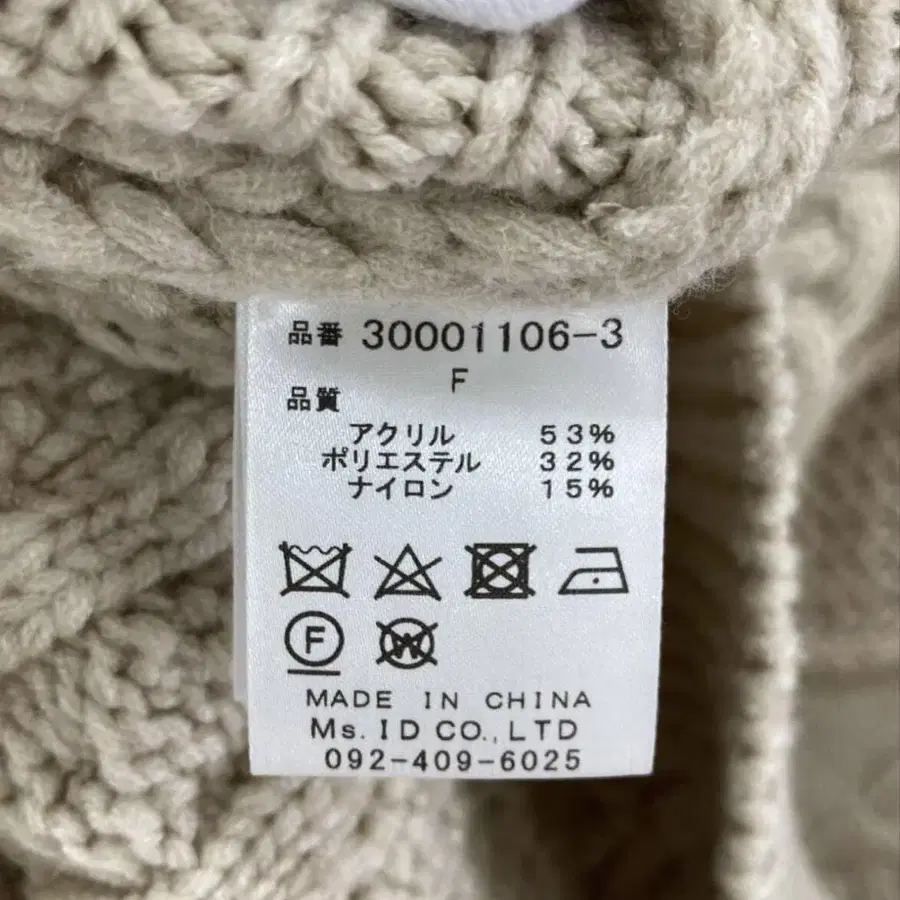 品番 30001106-3
F
品質
アクリル 53%
ポリエステル 32%
ナイロン 15%
F
W
MADE IN CHINA
Ms. ID CO., LTD
092-409-6025